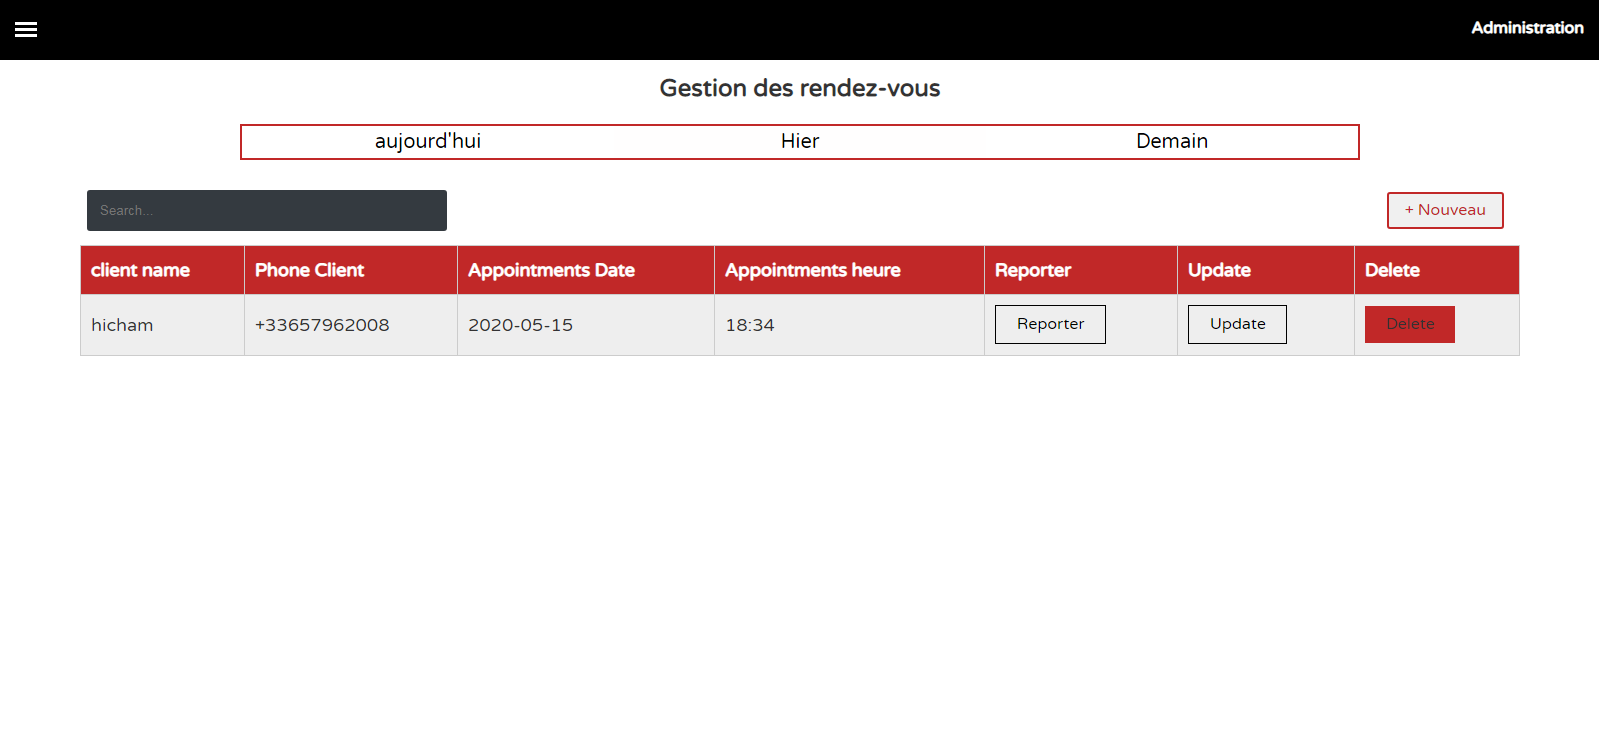 Administration
Gestion des rendez-vous
aujourd'hui Hier Demain
Search...
+ Nouveau
client name Phone Client Appointments Date Appointments heure Reporter Update Delete
hicham +33657962008 2020-05-15 18:34 Reporter Update Delete